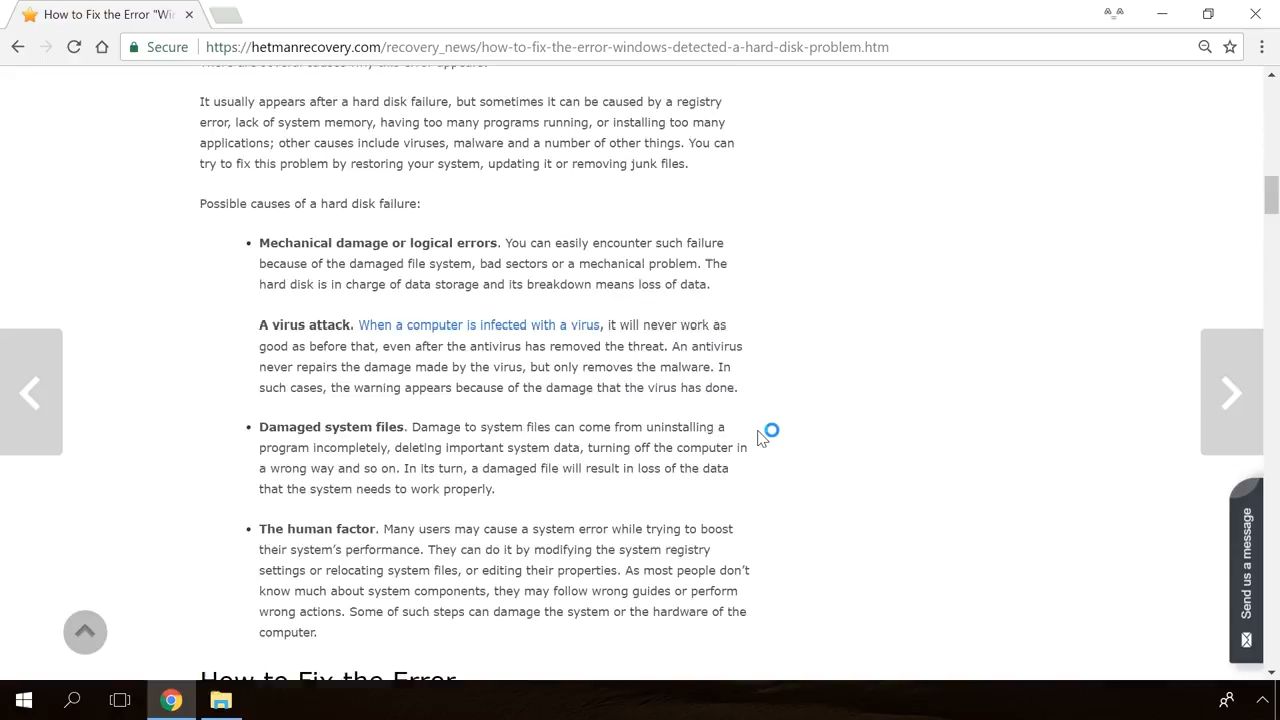 How to Fix the Error "Wir
Secure
https://hetmanrecovery.com/recovery_news/how-to-fix-the-error-windows-detected-a-hard-disk-problem.htm
There are several causes why this error appears.
It usually appears after a hard disk failure, but sometimes it can be caused by a registry
error, lack of system memory, having too many programs running, or installing too many
applications; other causes include viruses, malware and a number of other things. You can
try to fix this problem by restoring your system, updating it or removing junk files.
Possible causes of a hard disk failure:
• Mechanical damage or logical errors. You can easily encounter such failure
because of the damaged file system, bad sectors or a mechanical problem. The
hard disk is in charge of data storage and its breakdown means loss of data.
A virus attack. When a computer is infected with a virus, it will never work as
good as before that, even after the antivirus has removed the threat. An antivirus
never repairs the damage made by the virus, but only removes the malware. In
such cases, the warning appears because of the damage that the virus has done.
• Damaged system files. Damage to system files can come from uninstalling a
program incompletely, deleting important system data, turning off the computer in
a wrong way and so on. In its turn, a damaged file will result in loss of the data
that the system needs to work properly.
• The human factor. Many users may cause a system error while trying to boost
their system’s performance. They can do it by modifying the system registry
settings or relocating system files, or editing their properties. As most people don’t
know much about system components, they may follow wrong guides or perform
wrong actions. Some of such steps can damage the system or the hardware of the
computer.
How to Fix the Error
Send us a message